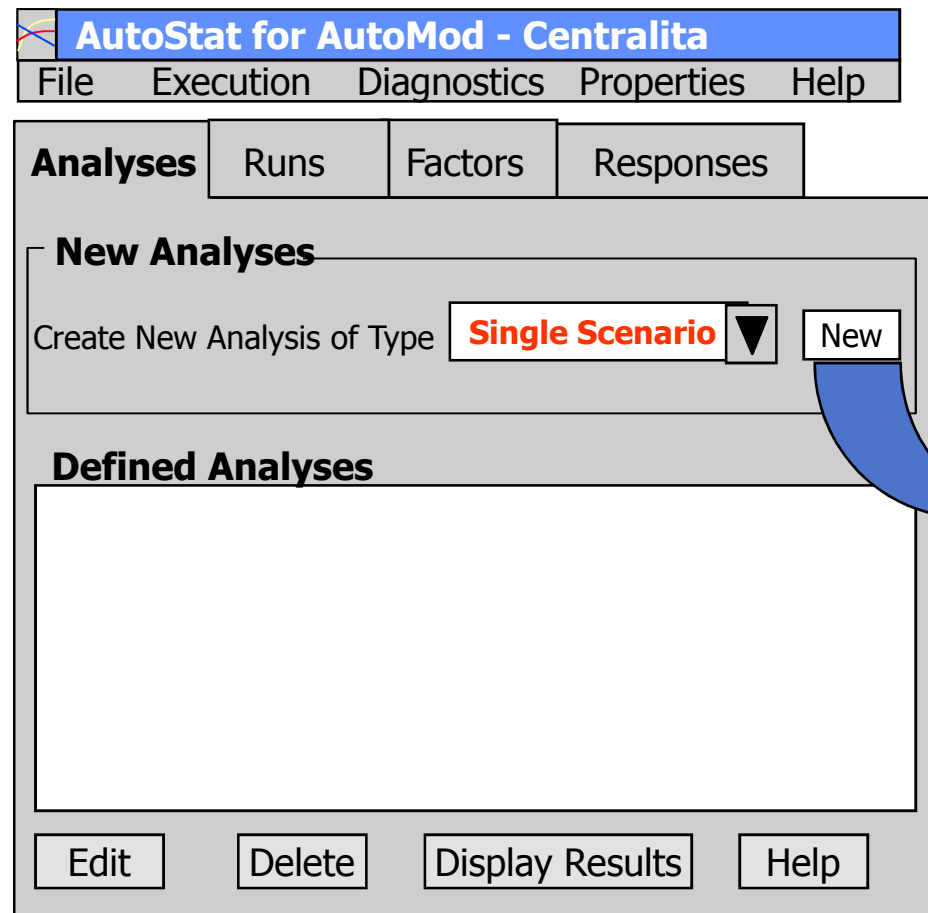 AutoStat for AutoMod - Centralita
File Execution Diagnostics Properties Help
Analyses Runs Factors Responses
New Analyses
Create New Analysis of Type Single Scenario New
Defined Analyses
Edit Delete Display Results Help